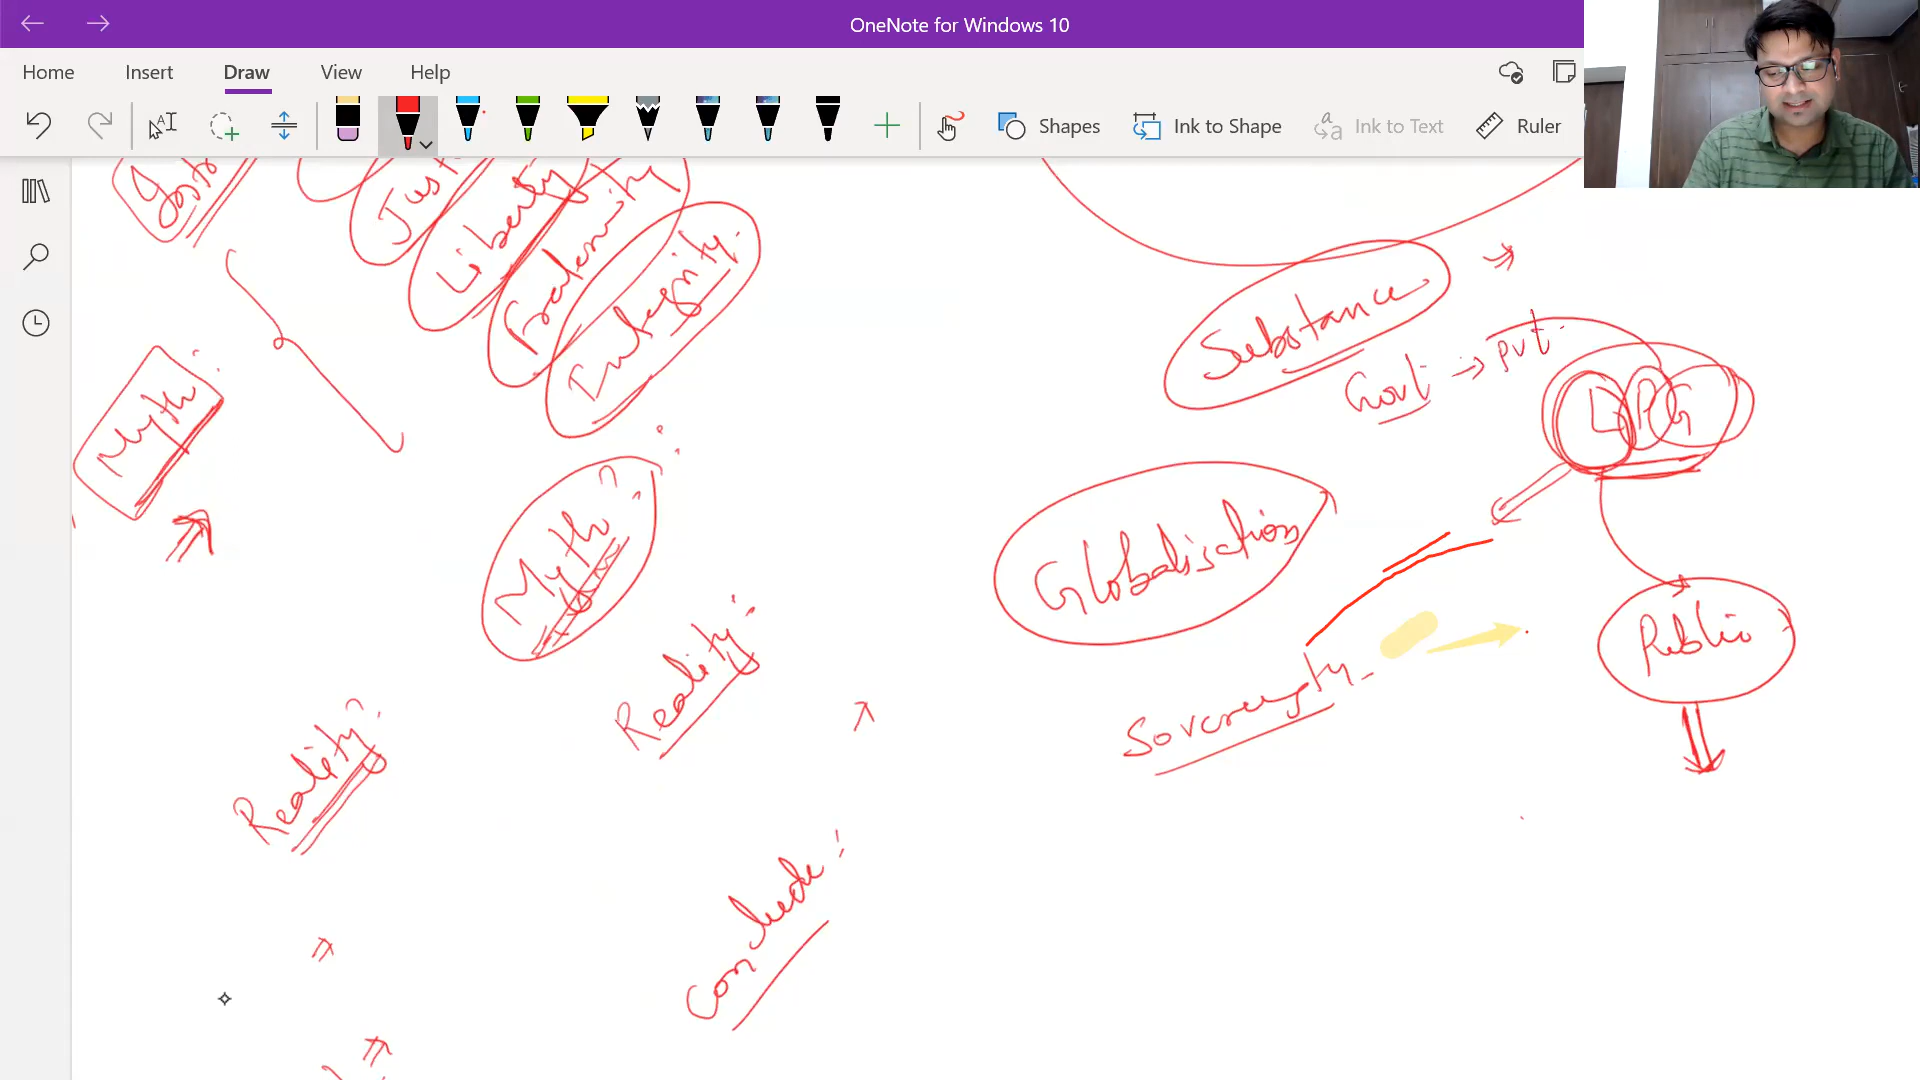 OneNote for Windows 10
Home Insert Draw View Help
Shapes Ink to Shape Ink to Text Ruler
Just
Liberty
Fraternity
Integrity.
Substance
Govt → pvt.
LPG
Myth:
Myth
Globalisation
Public
Reality:
Sovereignty
Reality:
Conclude: